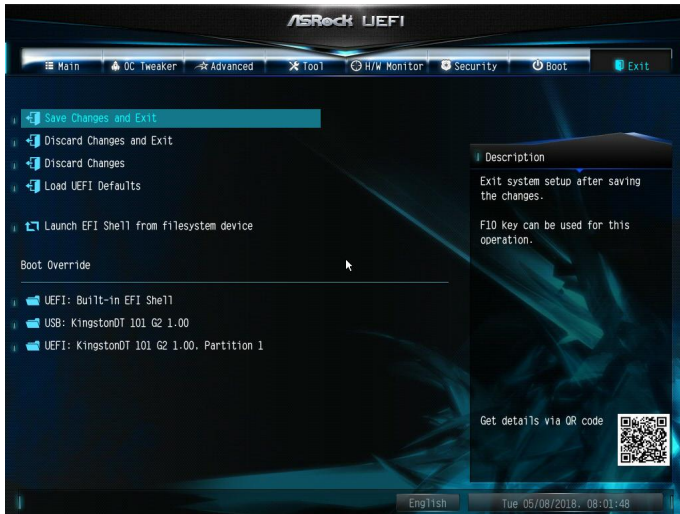 ASRock UEFI
Main
OC Tweaker
Advanced
Tool
H/W Monitor
Security
Boot
Exit
Save Changes and Exit
Discard Changes and Exit
Discard Changes
Load UEFI Defaults
Launch EFI Shell from filesystem device
Boot Override
UEFI: Built-in EFI Shell
USB: KingstonDT 101 G2 1.00
UEFI: KingstonDT 101 G2 1.00. Partition 1
Description
Exit system setup after saving
the changes.
F10 key can be used for this
operation.
Get details via QR code
English
Tue 05/08/2018. 08:01:48